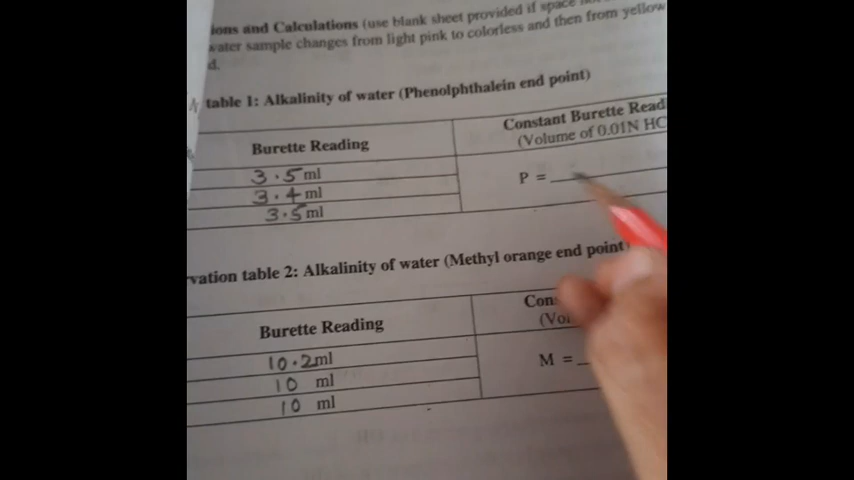 ions and Calculations (use blank sheet provided if space
water sample changes from light pink to colorless and then from yellow
d.
table 1: Alkalinity of water (Phenolphthalein end point)
Burette Reading
Constant Burette Read
(Volume of 0.01N HC
3.5 ml
3.4 ml
3.5 ml
P =
vation table 2: Alkalinity of water (Methyl orange end point)
Burette Reading
Con
(Vol
10.2 ml
10 ml
10 ml
M =